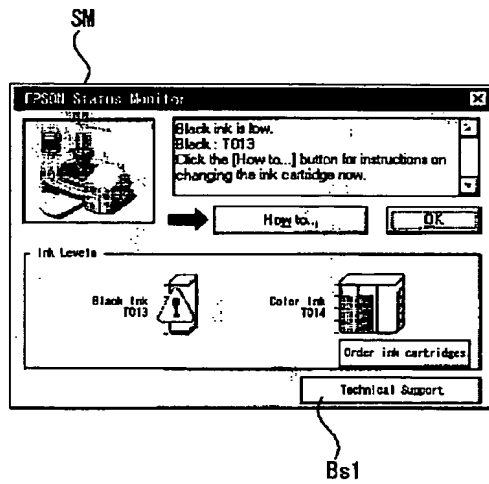 SM
EPSON Status Monitor
Black ink is low.
Black : T013
Click the [How to...] button for instructions on
changing the ink cartidge now.
How to...
OK
Ink Levels
Black Ink
T013
Color Ink
T014
Order ink cartridges
Technical Support
Bs1